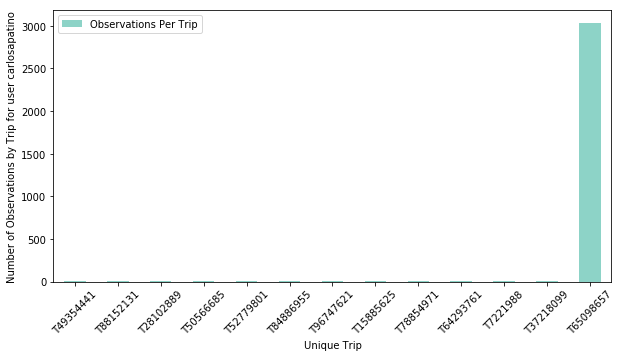 Observations Per Trip
Number of Observations by Trip for user carlosapatino
3000
2500
2000
1500
1000
500
0
T49354441
T88152131
T28102889
T50566685
T52779801
T84886955
T96747621
T15885625
T78854971
T64293761
T7221988
T37218099
T65098657
Unique Trip